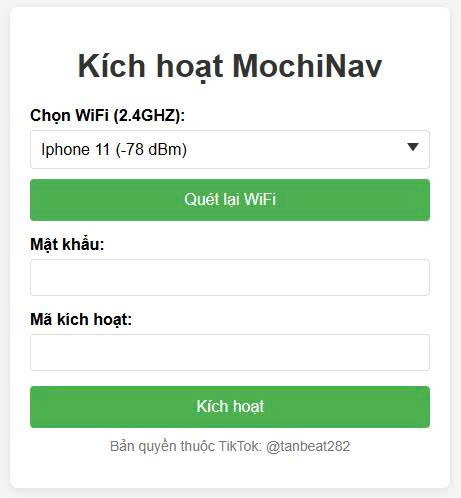 Kích hoạt MochiNav
Chọn WiFi (2.4GHZ):
Iphone 11 (-78 dBm)
Quét lại WiFi
Mật khẩu:
Mã kích hoạt:
Kích hoạt
Bản quyền thuộc TikTok: @tanbeat282